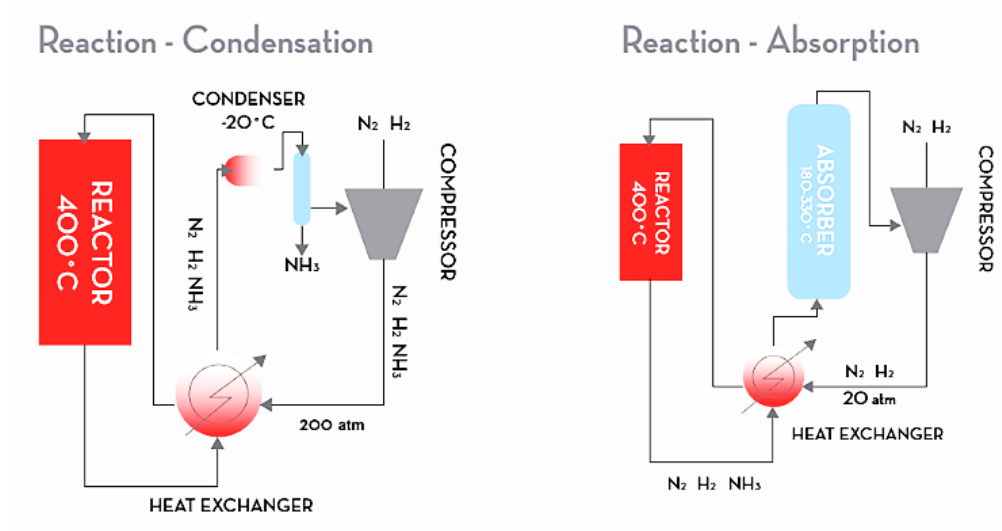 Reaction - Condensation
CONDENSER
-20°C
N₂ H₂
COMPRESSOR
REACTOR
400°C
N₂ H₂ NH₃
NH₃
N₂ H₂ NH₃
200 atm
HEAT EXCHANGER
Reaction - Absorption
N₂ H₂
COMPRESSOR
REACTOR
400°C
ABSORBER
180-330°C
N₂ H₂
20 atm
HEAT EXCHANGER
N₂ H₂ NH₃